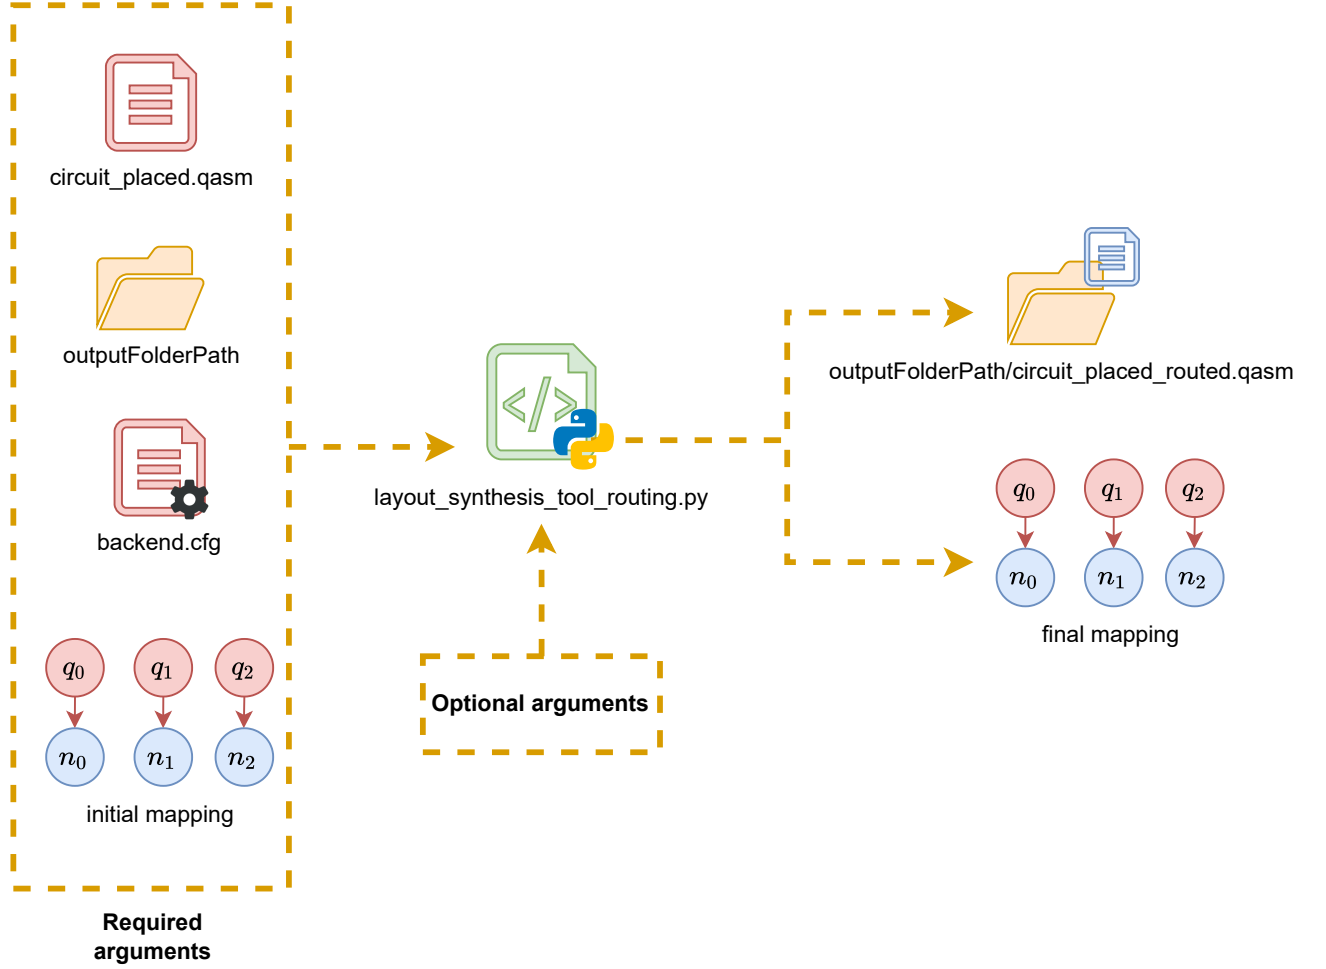 circuit_placed.qasm
outputFolderPath
backend.cfg
q0 q1 q2
n0 n1 n2
initial mapping
Required
arguments
</>
layout_synthesis_tool_routing.py
Optional arguments
outputFolderPath/circuit_placed_routed.qasm
q0 q1 q2
n0 n1 n2
final mapping